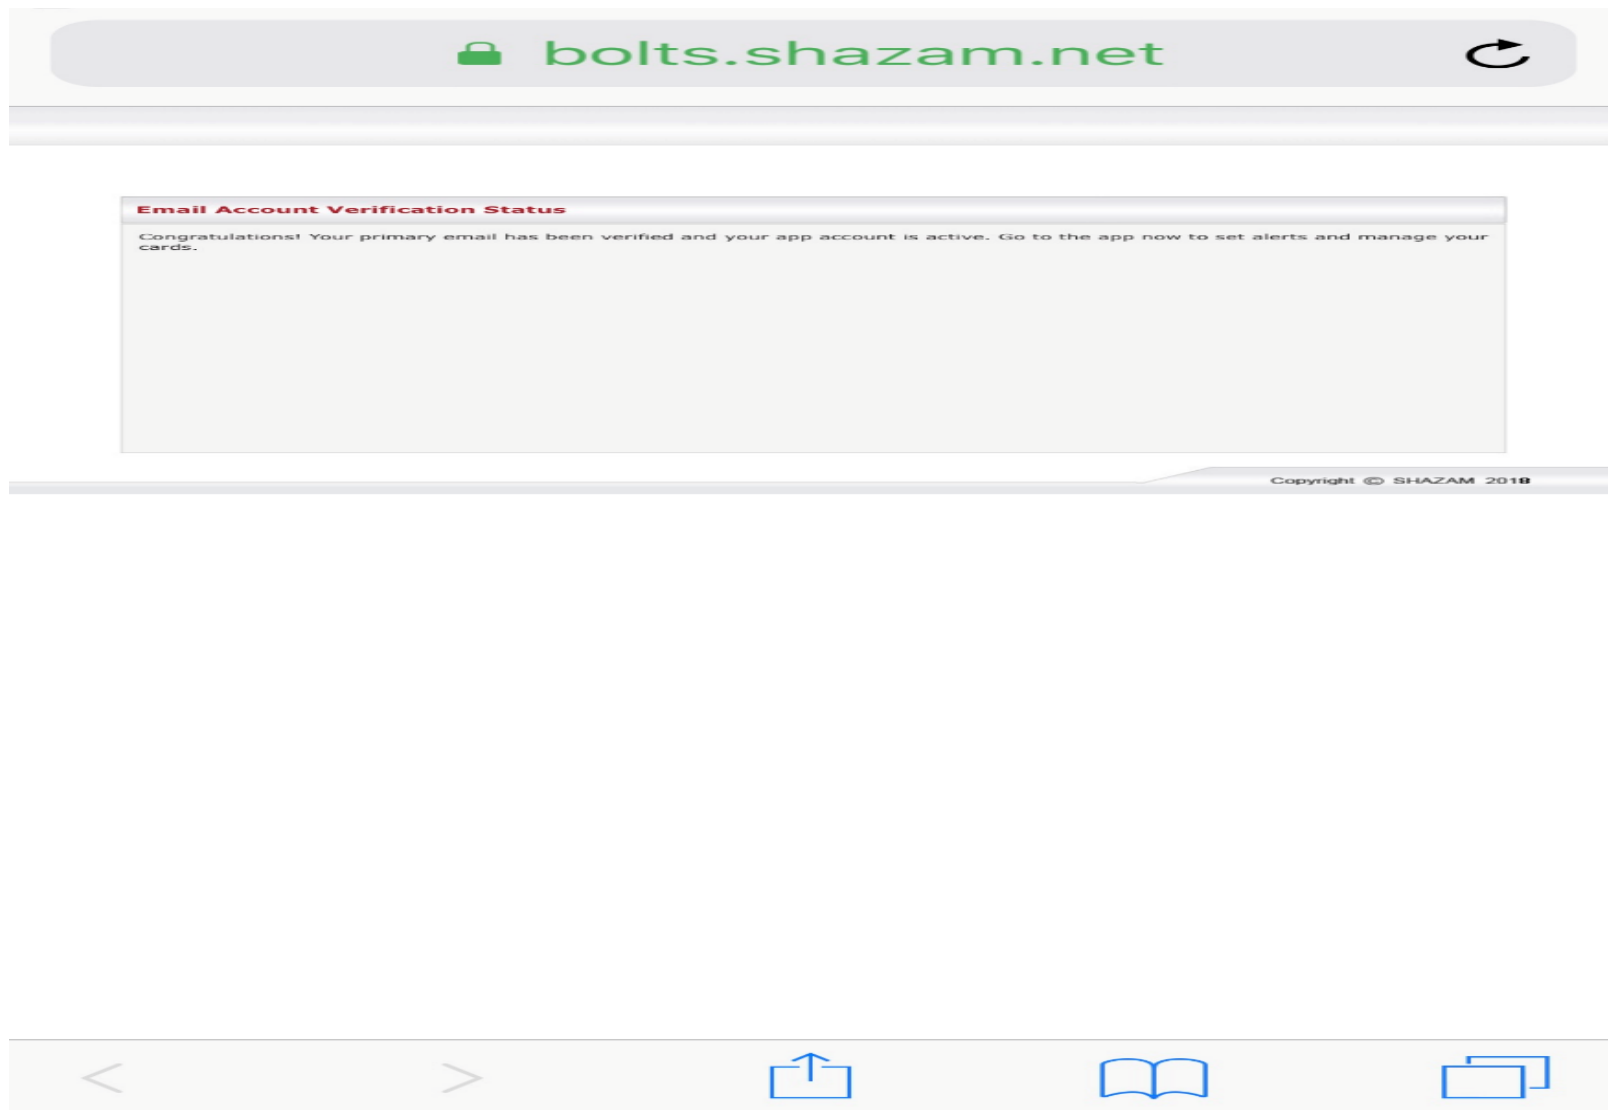 bolts.shazam.net
Email Account Verification Status
Congratulations! Your primary email has been verified and your app account is active. Go to the app now to set alerts and manage your
cards.
Copyright © SHAZAM 2018